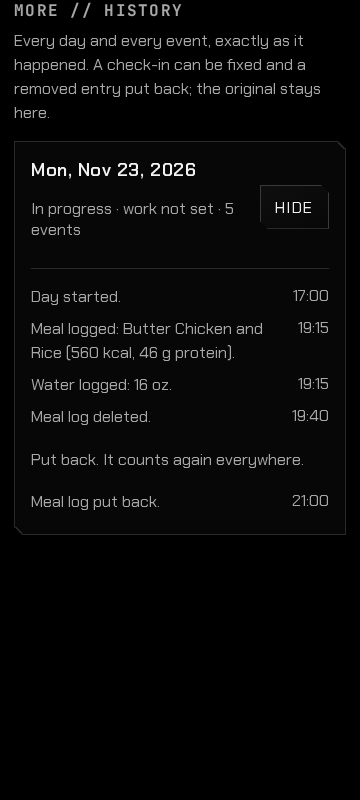 MORE // HISTORY
Every day and every event, exactly as it
happened. A check-in can be fixed and a
removed entry put back; the original stays
here.
Mon, Nov 23, 2026
In progress · work not set · 5
events
HIDE
Day started. 17:00
Meal logged: Butter Chicken and 19:15
Rice (560 kcal, 46 g protein).
Water logged: 16 oz. 19:15
Meal log deleted. 19:40
Put back. It counts again everywhere.
Meal log put back. 21:00